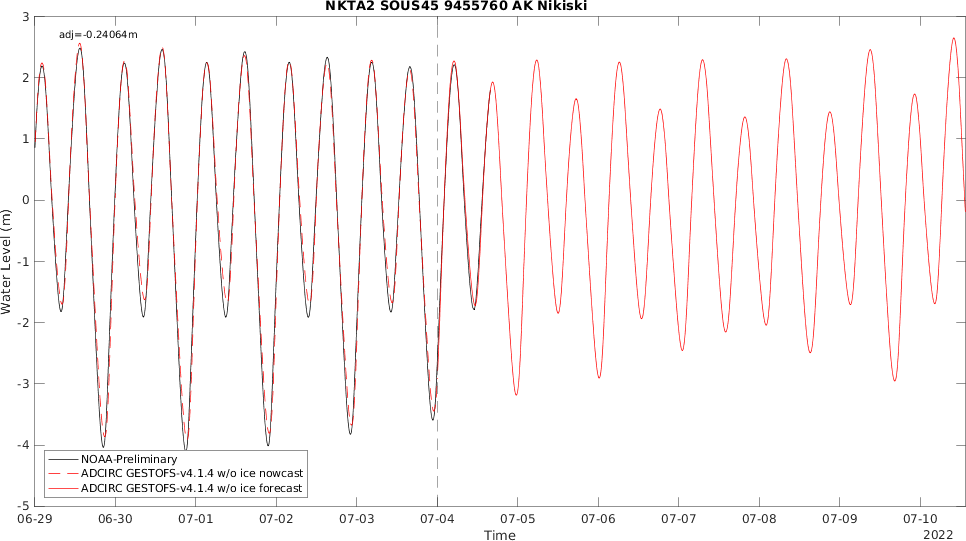 NKTA2 SOUS45 9455760 AK Nikiski
adj=-0.24064m
3
2
1
0
-1
-2
-3
-4
-5
Water Level (m)
NOAA-Preliminary
ADCIRC GESTOFS-v4.1.4 w/o ice nowcast
ADCIRC GESTOFS-v4.1.4 w/o ice forecast
06-29 06-30 07-01 07-02 07-03 07-04 07-05 07-06 07-07 07-08 07-09 07-10
Time
2022